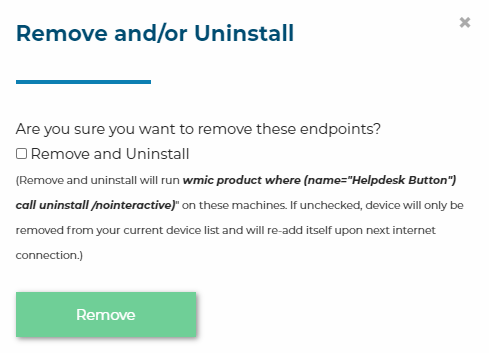 Remove and/or Uninstall
×
Are you sure you want to remove these endpoints?
Remove and Uninstall
(Remove and uninstall will run wmic product where (name="Helpdesk Button")
call uninstall /nointeractive)" on these machines. If unchecked, device will only be
removed from your current device list and will re-add itself upon next internet
connection.)
Remove